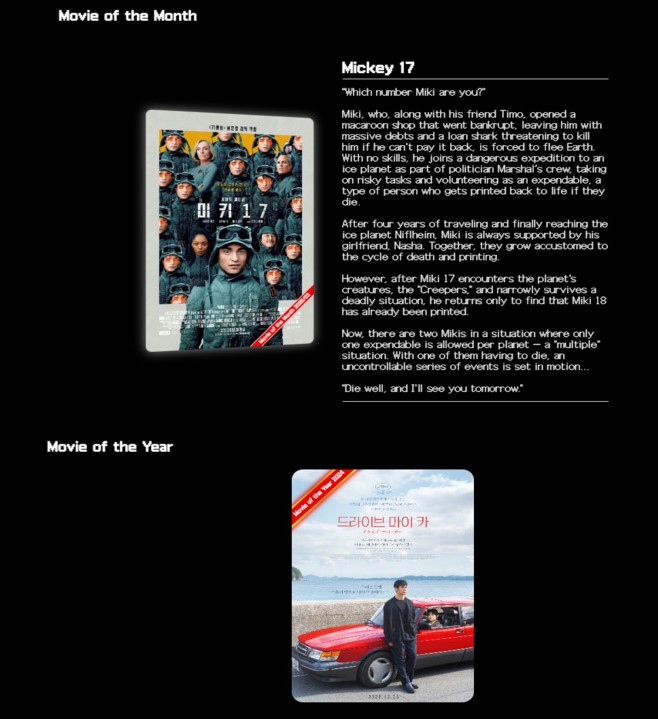 Movie of the Month
Mickey 17
"Which number Miki are you?"
Miki, who, along with his friend Timo, opened a
macaroon shop that went bankrupt, leaving him with
massive debts and a loan shark threatening to kill
him if he can't pay it back, is forced to flee Earth.
With no skills, he joins a dangerous expedition to an
ice planet as part of politician Marshal's crew, taking
on risky tasks and volunteering as an expendable, a
type of person who gets printed back to life if they
die.
After four years of traveling and finally reaching the
ice planet Niflheim, Miki is always supported by his
girlfriend, Nasha. Together, they grow accustomed to
the cycle of death and printing.
However, after Miki 17 encounters the planet's
creatures, the "Creepers," and narrowly survives a
deadly situation, he returns only to find that Miki 18
has already been printed.
Now, there are two Mikis in a situation where only
one expendable is allowed per planet — a "multiple"
situation. With one of them having to die, an
uncontrollable series of events is set in motion...
"Die well, and I'll see you tomorrow."
미키 17
Movie of the Month
Movie of the Year
Movie of the Year 2024
드라이브 마이 카